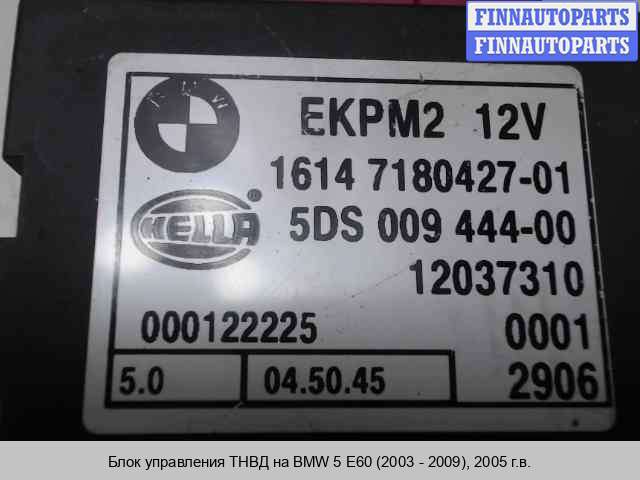 FINNAUTOPARTS
FINNAUTOPARTS
BMW
EKPM2 12V
1614 7180427-01
HELLA
5DS 009 444-00
12037310
000122225
0001
5.0
04.50.45
2906
Блок управления ТНВД на BMW 5 E60 (2003 - 2009), 2005 г.в.